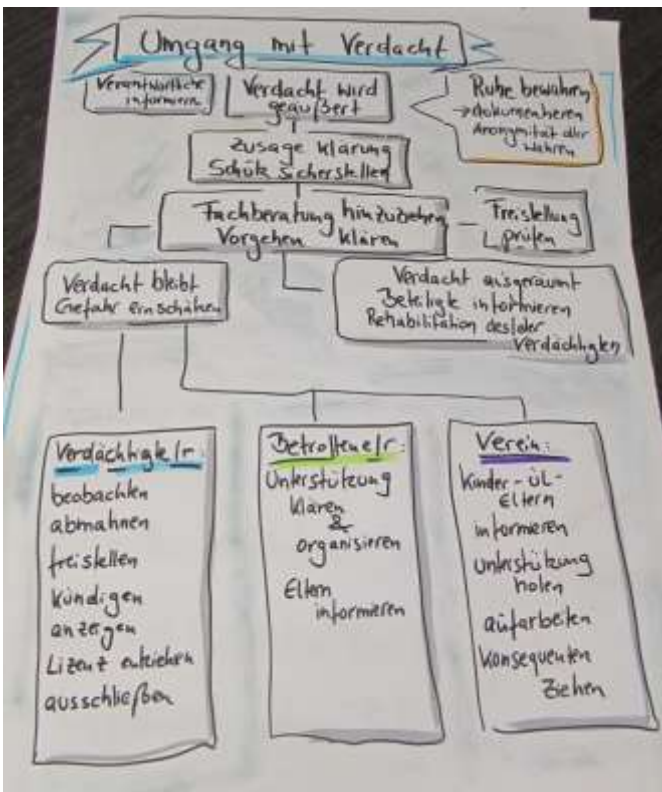 Umgang mit Verdacht
Verantwortliche
informieren
Verdacht wird
geäußert
Ruhe bewahren
→ dokumentieren
Anonymität aller
wahren
Zusage Klärung
Schutz sicherstellen
Fachberatung hinzuziehen
Vorgehen klären
Freistellung
prüfen
Verdacht bleibt
Gefahr einschätzen
Verdacht ausgeräumt
Beteiligte informieren
Rehabilitation des/der
Verdächtigten
Verdächtigte/r:
beobachten
abmahnen
freistellen
kündigen
anzeigen
Lizenz entziehen
ausschließen
Betroffene/r:
Unterstützung
klären
&
organisieren
Eltern
informieren
Verein:
Kinder - ÜL -
Eltern
informieren
Unterstützung
holen
aufarbeiten
Konsequenzen
Ziehen